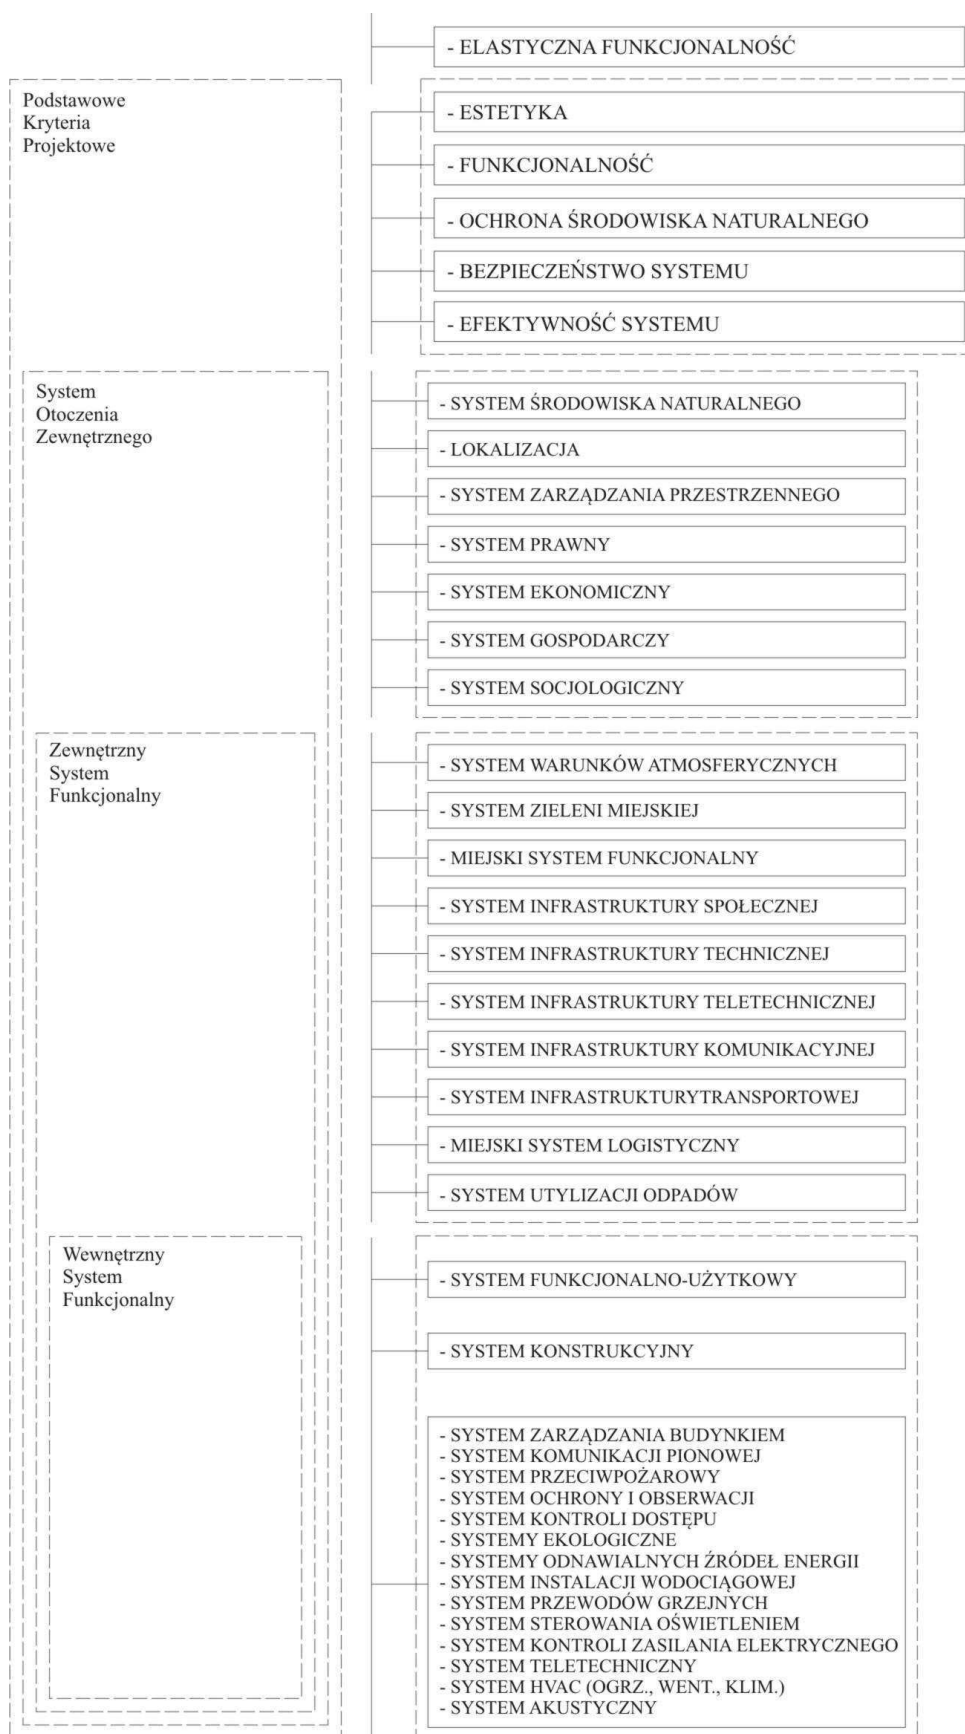 - ELASTYCZNA FUNKCJONALNOŚĆ
Podstawowe
Kryteria
Projektowe
- ESTETYKA
- FUNKCJONALNOŚĆ
- OCHRONA ŚRODOWISKA NATURALNEGO
- BEZPIECZEŃSTWO SYSTEMU
- EFEKTYWNOŚĆ SYSTEMU
System
Otoczenia
Zewnętrznego
- SYSTEM ŚRODOWISKA NATURALNEGO
- LOKALIZACJA
- SYSTEM ZARZĄDZANIA PRZESTRZENNEGO
- SYSTEM PRAWNY
- SYSTEM EKONOMICZNY
- SYSTEM GOSPODARCZY
- SYSTEM SOCJOLOGICZNY
Zewnętrzny
System
Funkcjonalny
- SYSTEM WARUNKÓW ATMOSFERYCZNYCH
- SYSTEM ZIELENI MIEJSKIEJ
- MIEJSKI SYSTEM FUNKCJONALNY
- SYSTEM INFRASTRUKTURY SPOŁECZNEJ
- SYSTEM INFRASTRUKTURY TECHNICZNEJ
- SYSTEM INFRASTRUKTURY TELETECHNICZNEJ
- SYSTEM INFRASTRUKTURY KOMUNIKACYJNEJ
- SYSTEM INFRASTRUKTURYTRANSPORTOWEJ
- MIEJSKI SYSTEM LOGISTYCZNY
- SYSTEM UTYLIZACJI ODPADÓW
Wewnętrzny
System
Funkcjonalny
- SYSTEM FUNKCJONALNO-UŻYTKOWY
- SYSTEM KONSTRUKCYJNY
- SYSTEM ZARZĄDZANIA BUDYNKIEM
- SYSTEM KOMUNIKACJI PIONOWEJ
- SYSTEM PRZECIWPOŻAROWY
- SYSTEM OCHRONY I OBSERWACJI
- SYSTEM KONTROLI DOSTĘPU
- SYSTEMY EKOLOGICZNE
- SYSTEMY ODNAWIALNYCH ŹRÓDEŁ ENERGII
- SYSTEM INSTALACJI WODOCIĄGOWEJ
- SYSTEM PRZEWODÓW GRZEJNYCH
- SYSTEM STEROWANIA OŚWIETLENIEM
- SYSTEM KONTROLI ZASILANIA ELEKTRYCZNEGO
- SYSTEM TELETECHNICZNY
- SYSTEM HVAC (OGRZ., WENT., KLIM.)
- SYSTEM AKUSTYCZNY